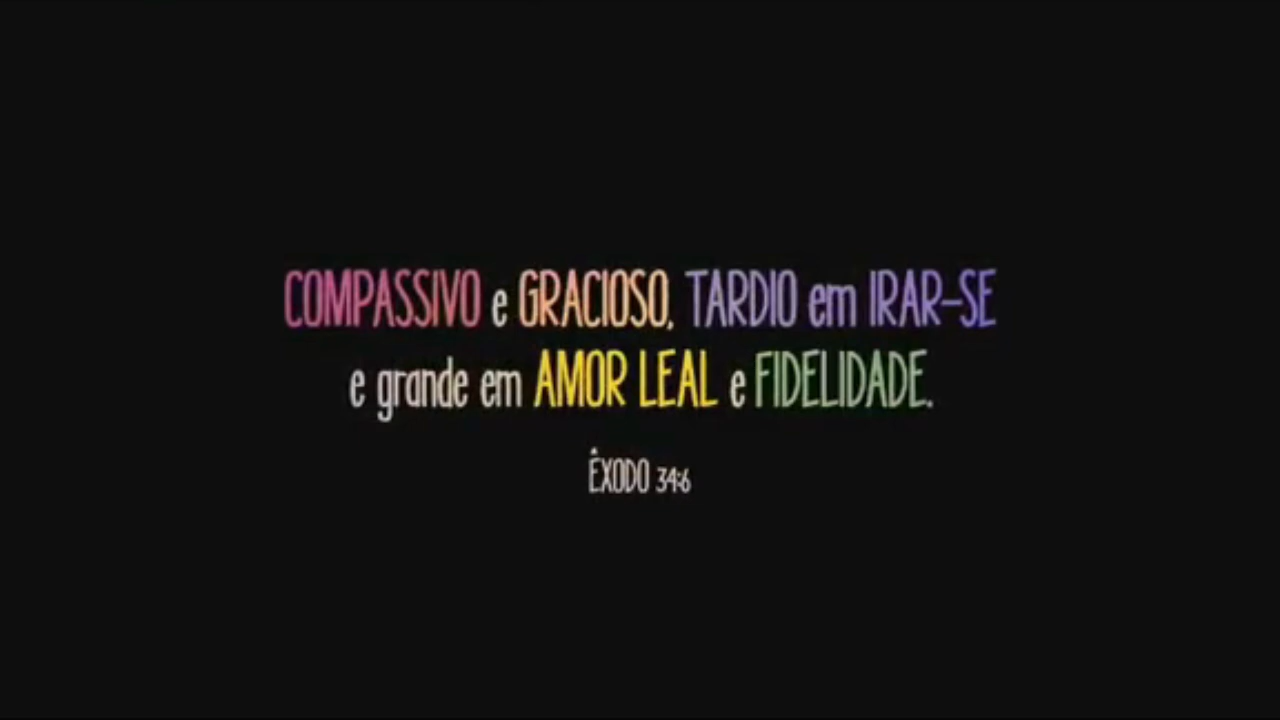 COMPASSIVO e GRACIOSO, TARDIO em IRAR-SE
e grande em AMOR LEAL e FIDELIDADE.
ÊXODO 34:6